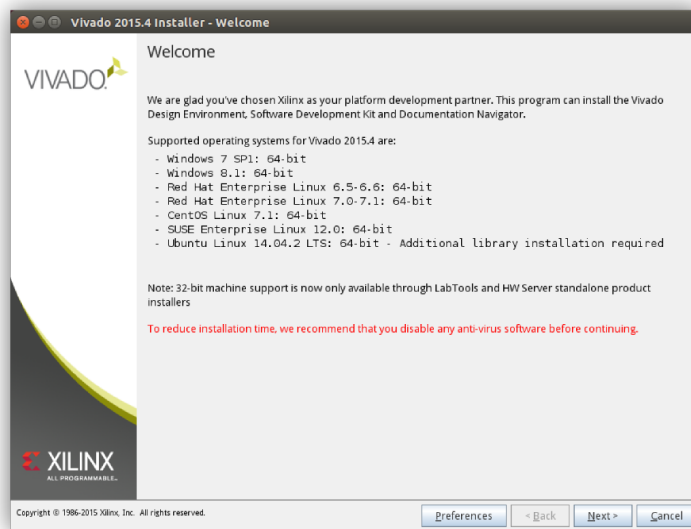 Vivado 2015.4 Installer - Welcome
VIVADO.
Welcome
We are glad you've chosen Xilinx as your platform development partner. This program can install the Vivado
Design Environment, Software Development Kit and Documentation Navigator.
Supported operating systems for Vivado 2015.4 are:
- Windows 7 SP1: 64-bit
- Windows 8.1: 64-bit
- Red Hat Enterprise Linux 6.5-6.6: 64-bit
- Red Hat Enterprise Linux 7.0-7.1: 64-bit
- CentOS Linux 7.1: 64-bit
- SUSE Enterprise Linux 12.0: 64-bit
- Ubuntu Linux 14.04.2 LTS: 64-bit - Additional library installation required
Note: 32-bit machine support is now only available through LabTools and HW Server standalone product
installers
To reduce installation time, we recommend that you disable any anti-virus software before continuing.
XILINX
ALL PROGRAMMABLE.
Copyright © 1986-2015 Xilinx, Inc. All rights reserved.
Preferences
< Back
Next >
Cancel